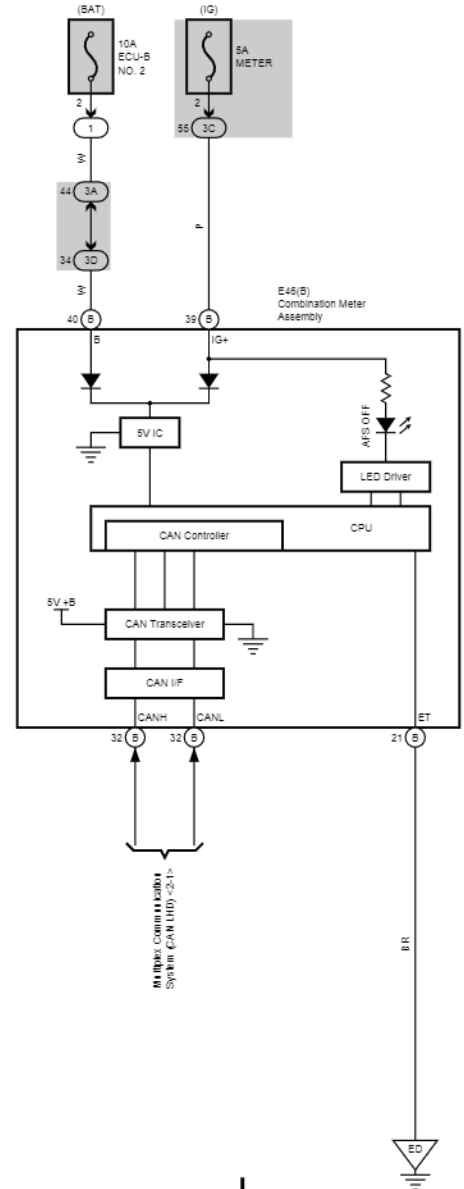 (BAT)
(IG)
10A
ECU-B
NO. 2
5A
METER
2
2
1
55 3C
W
44 3A
P
34 3D
W
E46(B)
Combination Meter
Assembly
40 B
39 B
B
IG+
AFS OFF
5V IC
LED Driver
CPU
CAN Controller
5V +B
CAN Transceiver
CAN I/F
CANH
CANL
ET
32 B
32 B
21 B
Multiplex Communication
System (CAN LHD) <2-1>
BR
ED